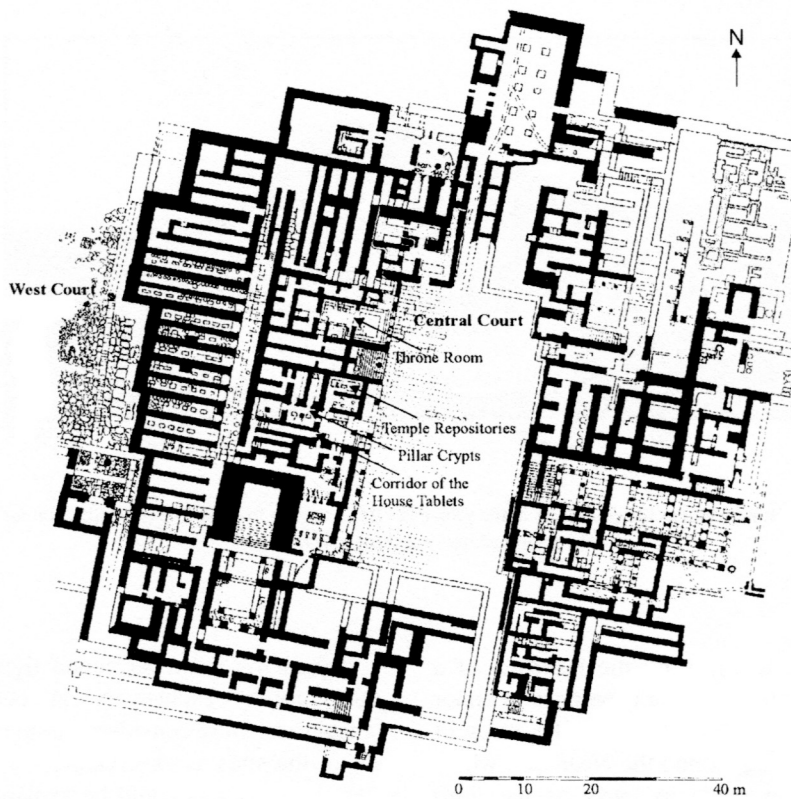 N
West Court
Central Court
Throne Room
Temple Repositories
Pillar Crypts
Corridor of the
House Tablets
0 10 20 40 m